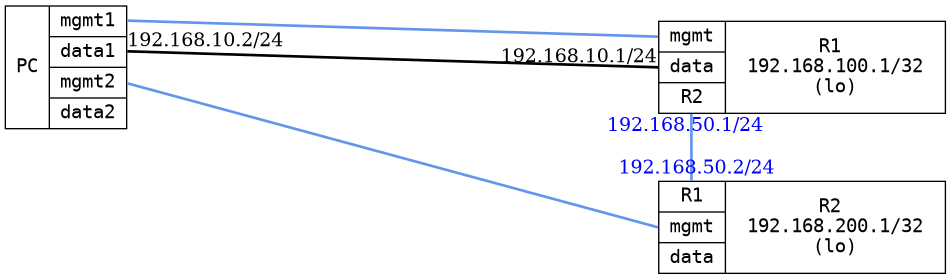 PC
mgmt1
data1
mgmt2
data2
192.168.10.2/24
192.168.10.1/24
mgmt
data
R2
R1
192.168.100.1/32
(lo)
192.168.50.1/24
192.168.50.2/24
R1
mgmt
data
R2
192.168.200.1/32
(lo)